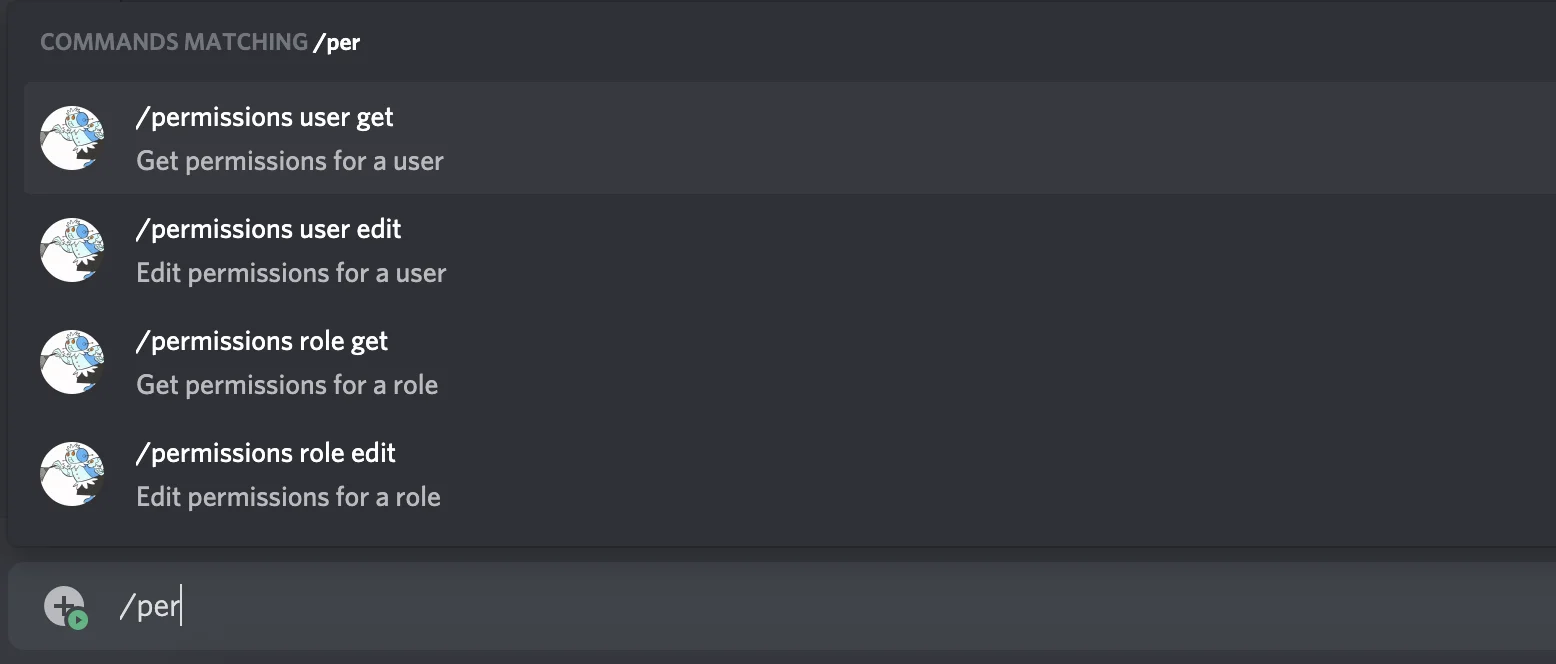 COMMANDS MATCHING /per
/permissions user get
Get permissions for a user
/permissions user edit
Edit permissions for a user
/permissions role get
Get permissions for a role
/permissions role edit
Edit permissions for a role
/per